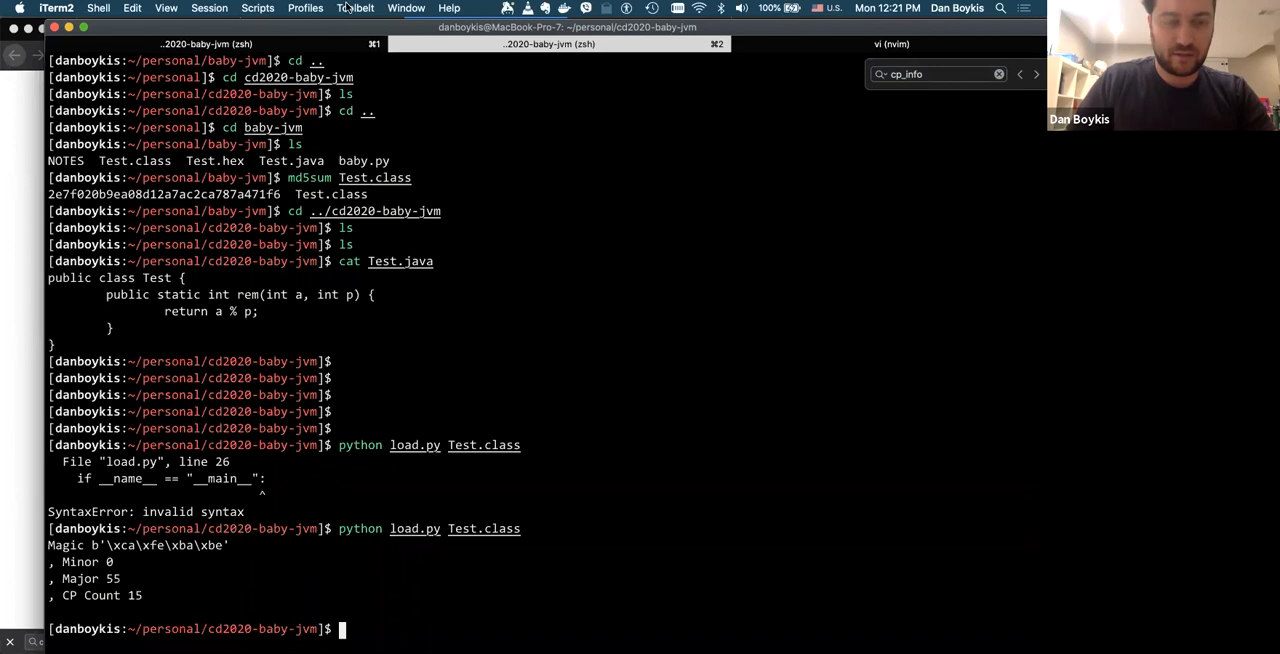 iTerm2 Shell Edit View Session Scripts Profiles Toolbelt Window Help 100% U.S. Mon 12:21 PM Dan Boykis
danboykis@MacBook-Pro-7: ~/personal/cd2020-baby-jvm
..2020-baby-jvm (zsh) ⌘1 ..2020-baby-jvm (zsh) ⌘2 vi (nvim)
[danboykis:~/personal/baby-jvm]$ cd ..
[danboykis:~/personal]$ cd cd2020-baby-jvm
cp_info
[danboykis:~/personal/cd2020-baby-jvm]$ ls
[danboykis:~/personal/cd2020-baby-jvm]$ cd ..
Dan Boykis
[danboykis:~/personal]$ cd baby-jvm
[danboykis:~/personal/baby-jvm]$ ls
NOTES Test.class Test.hex Test.java baby.py
[danboykis:~/personal/baby-jvm]$ md5sum Test.class
2e7f020b9ea08d12a7ac2ca787a471f6 Test.class
[danboykis:~/personal/baby-jvm]$ cd ../cd2020-baby-jvm
[danboykis:~/personal/cd2020-baby-jvm]$ ls
[danboykis:~/personal/cd2020-baby-jvm]$ ls
[danboykis:~/personal/cd2020-baby-jvm]$ cat Test.java
public class Test {
public static int rem(int a, int p) {
return a % p;
}
}
[danboykis:~/personal/cd2020-baby-jvm]$
[danboykis:~/personal/cd2020-baby-jvm]$
[danboykis:~/personal/cd2020-baby-jvm]$
[danboykis:~/personal/cd2020-baby-jvm]$
[danboykis:~/personal/cd2020-baby-jvm]$
[danboykis:~/personal/cd2020-baby-jvm]$ python load.py Test.class
File "load.py", line 26
if __name__ == "__main__":
^
SyntaxError: invalid syntax
[danboykis:~/personal/cd2020-baby-jvm]$ python load.py Test.class
Magic b'\xca\xfe\xba\xbe'
, Minor 0
, Major 55
, CP Count 15
[danboykis:~/personal/cd2020-baby-jvm]$